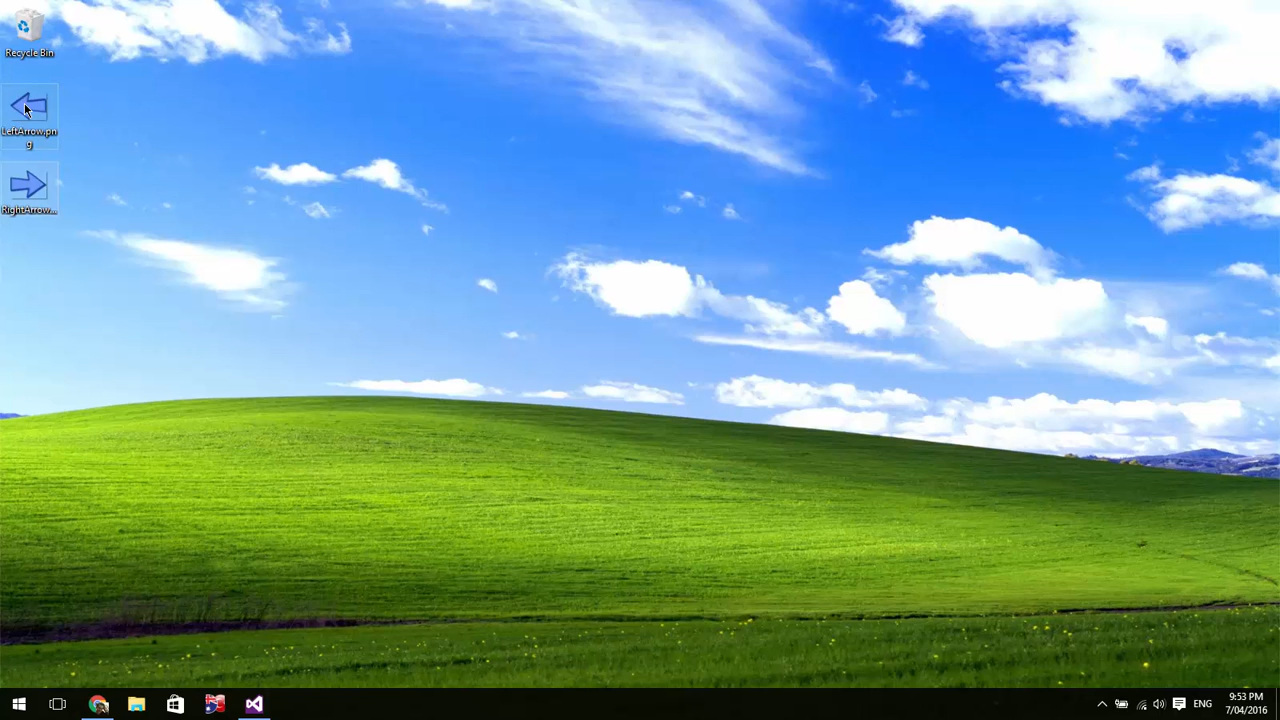 Recycle Bin
LeftArrow.pn
g
RightArrow...
ENG
9:53 PM
7/04/2016